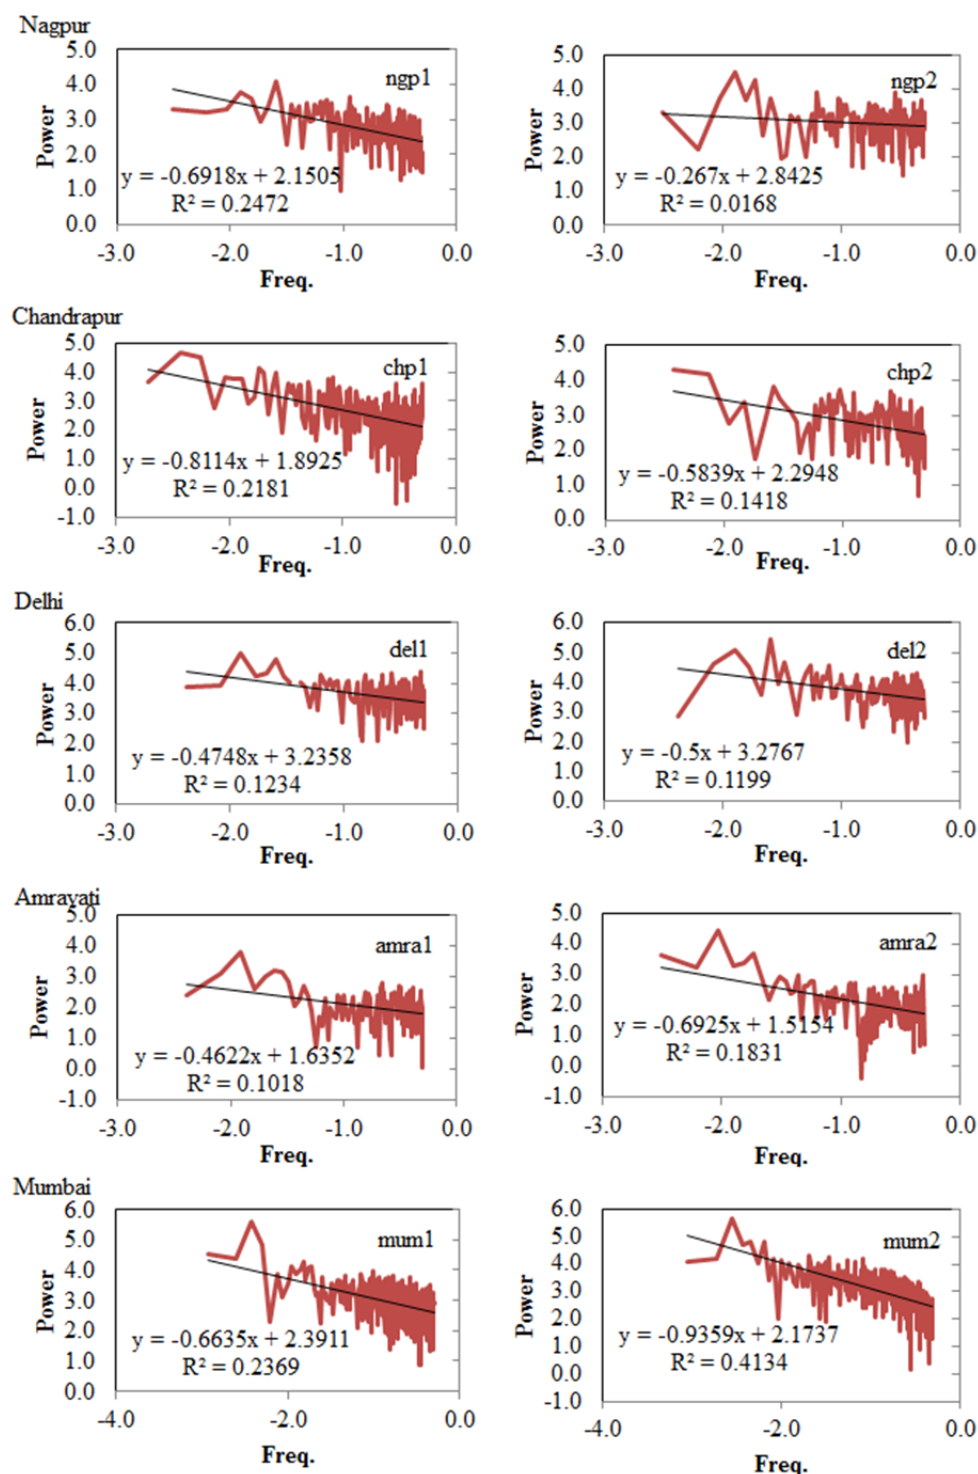 Nagpur
5.0
4.0
3.0
2.0
1.0
0.0
Power
ngp1
y = -0.6918x + 2.1505
R² = 0.2472
-3.0 -2.0 -1.0 0.0
Freq.
5.0
4.0
3.0
2.0
1.0
0.0
Power
ngp2
y = -0.267x + 2.8425
R² = 0.0168
-3.0 -2.0 -1.0 0.0
Freq.
Chandrapur
5.0
4.0
3.0
2.0
1.0
0.0
-1.0
Power
chp1
y = -0.8114x + 1.8925
R² = 0.2181
-3.0 -2.0 -1.0 0.0
Freq.
5.0
4.0
3.0
2.0
1.0
0.0
Power
chp2
y = -0.5839x + 2.2948
R² = 0.1418
-3.0 -2.0 -1.0 0.0
Freq.
Delhi
6.0
5.0
4.0
3.0
2.0
1.0
0.0
Power
del1
y = -0.4748x + 3.2358
R² = 0.1234
-3.0 -2.0 -1.0 0.0
Freq.
6.0
5.0
4.0
3.0
2.0
1.0
0.0
Power
del2
y = -0.5x + 3.2767
R² = 0.1199
-3.0 -2.0 -1.0 0.0
Freq.
Amravati
5.0
4.0
3.0
2.0
1.0
0.0
-1.0
Power
amra1
y = -0.4622x + 1.6352
R² = 0.1018
-3.0 -2.0 -1.0 0.0
Freq.
5.0
4.0
3.0
2.0
1.0
0.0
-1.0
Power
amra2
y = -0.6925x + 1.5154
R² = 0.1831
-3.0 -2.0 -1.0 0.0
Freq.
Mumbai
6.0
5.0
4.0
3.0
2.0
1.0
0.0
Power
mum1
y = -0.6635x + 2.3911
R² = 0.2369
-4.0 -2.0 0.0
Freq.
6.0
5.0
4.0
3.0
2.0
1.0
0.0
-1.0
Power
mum2
y = -0.9359x + 2.1737
R² = 0.4134
-4.0 -2.0 0.0
Freq.